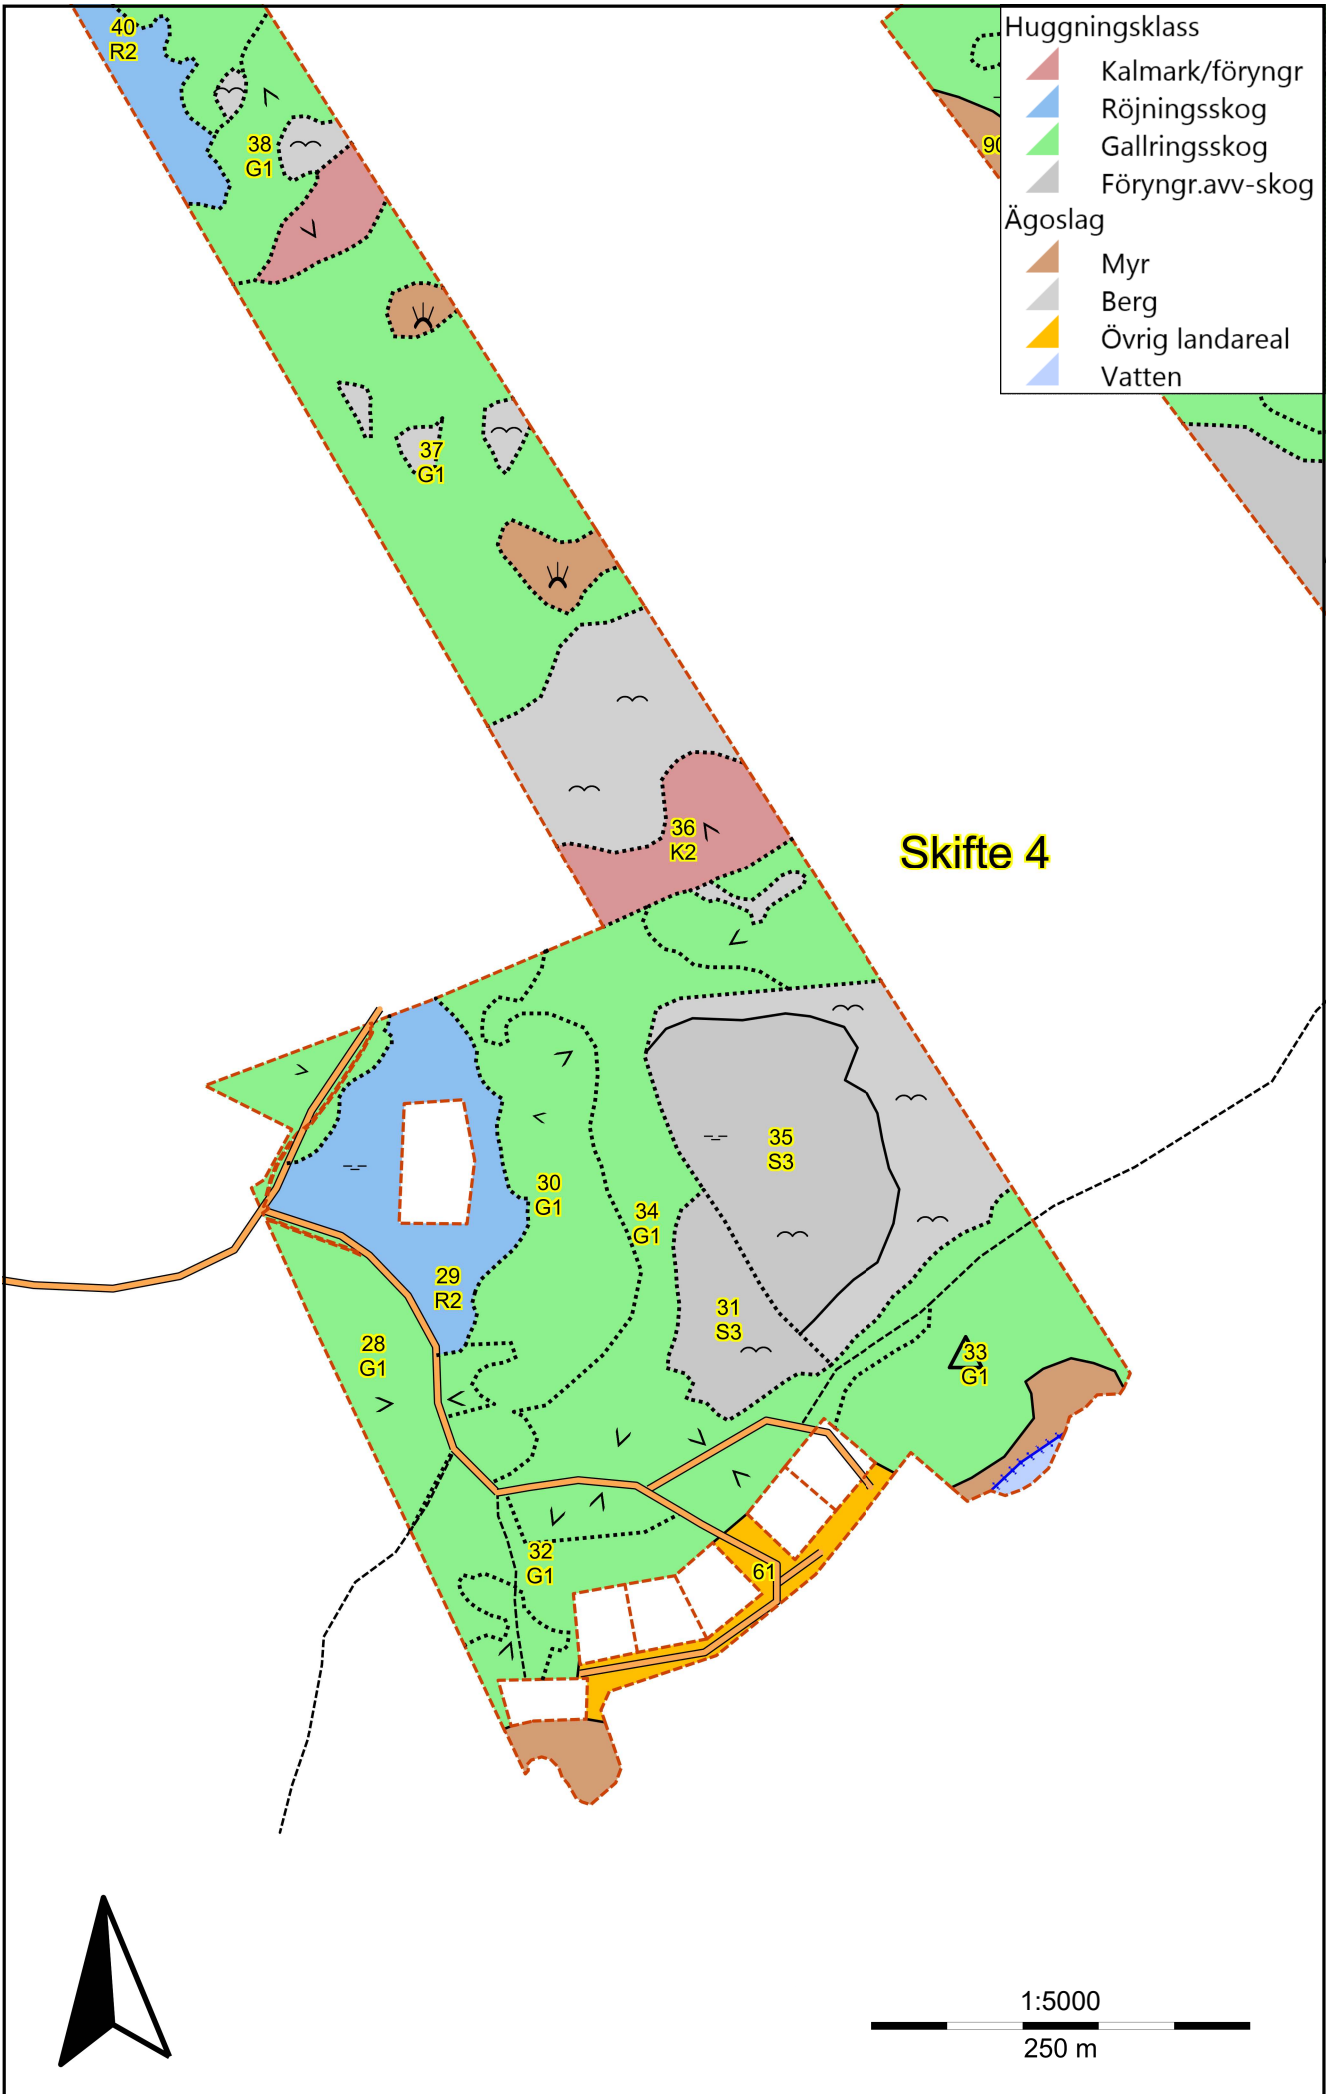 40
R2
38
G1
90
Huggningsklass
Kalmark/föryngr
Röjningsskog
Gallringsskog
Föryngr.avv-skog
Ägoslag
Myr
Berg
Övrig landareal
Vatten
37
G1
36
K2
Skifte 4
35
S3
30
G1
34
G1
29
R2
31
S3
28
G1
33
G1
32
G1
61
1:5000
250 m